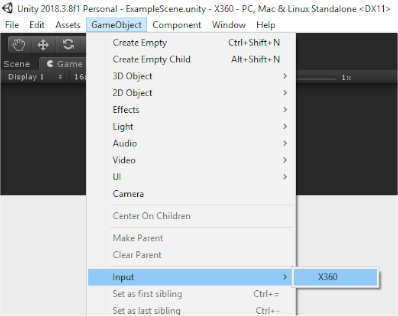 Unity 2018.3.8f1 Personal - ExampleScene.unity - X360 - PC, Mac & Linux Standalone <DX11>
File Edit Assets GameObject Component Window Help
Scene Game
Display 1 16: 1x
Create Empty Ctrl+Shift+N
Create Empty Child Alt+Shift+N
3D Object
2D Object
Effects
Light
Audio
Video
UI
Camera
Center On Children
Make Parent
Clear Parent
Input X360
Set as first sibling Ctrl+=
Set as last sibling Ctrl+-